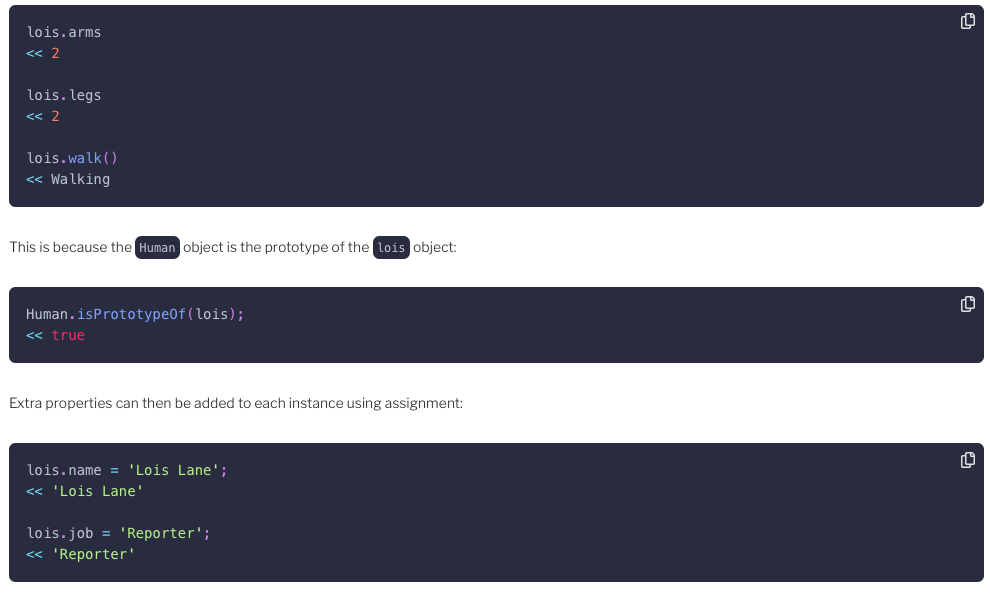 lois.arms
<< 2
lois.legs
<< 2
lois.walk()
<< Walking
This is because the Human object is the prototype of the lois object:
Human.isPrototypeOf(lois);
<< true
Extra properties can then be added to each instance using assignment:
lois.name = 'Lois Lane';
<< 'Lois Lane'
lois.job = 'Reporter';
<< 'Reporter'